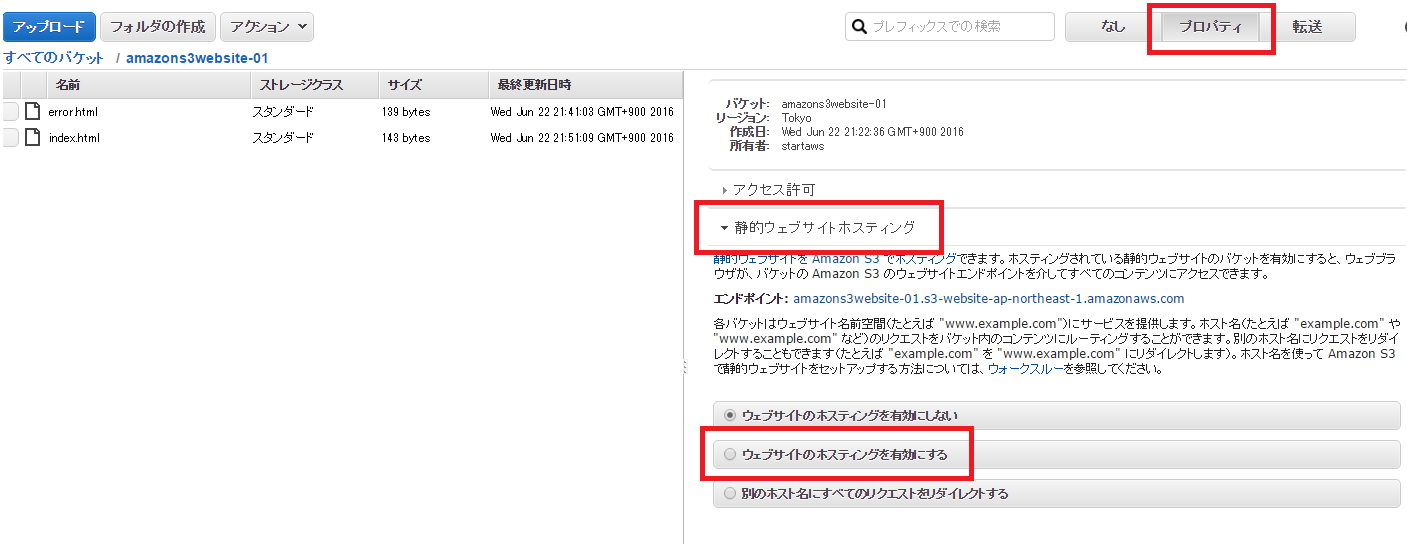 アップロード フォルダの作成 アクション プレフィックスでの検索 なし プロパティ 転送
すべてのバケット / amazons3website-01
名前 ストレージクラス サイズ 最終更新日時
error.html スタンダード 139 bytes Wed Jun 22 21:41:03 GMT+900 2016
index.html スタンダード 143 bytes Wed Jun 22 21:51:09 GMT+900 2016
バケット: amazons3website-01
リージョン: Tokyo
作成日: Wed Jun 22 21:22:36 GMT+900 2016
所有者: startaws
アクセス許可
静的ウェブサイトホスティング
静的ウェブサイトを Amazon S3 でホスティングできます。ホスティングされている静的ウェブサイトのバケットを有効にすると、ウェブブラ
ウザが、バケットの Amazon S3 のウェブサイトエンドポイントを介してすべてのコンテンツにアクセスできます。
エンドポイント: amazons3website-01.s3-website-ap-northeast-1.amazonaws.com
各バケットはウェブサイト名前空間(たとえば "www.example.com")にサービスを提供します。ホスト名(たとえば "example.com" や
"www.example.com" など)のリクエストをバケット内のコンテンツにルーティングすることができます。別のホスト名にリクエストをリダイ
レクトすることもできます(たとえば "example.com" を "www.example.com" にリダイレクトします)。ホスト名を使って Amazon S3
で静的ウェブサイトをセットアップする方法については、ウォークスルーを参照してください。
ウェブサイトのホスティングを有効にしない
ウェブサイトのホスティングを有効にする
別のホスト名にすべてのリクエストをリダイレクトする